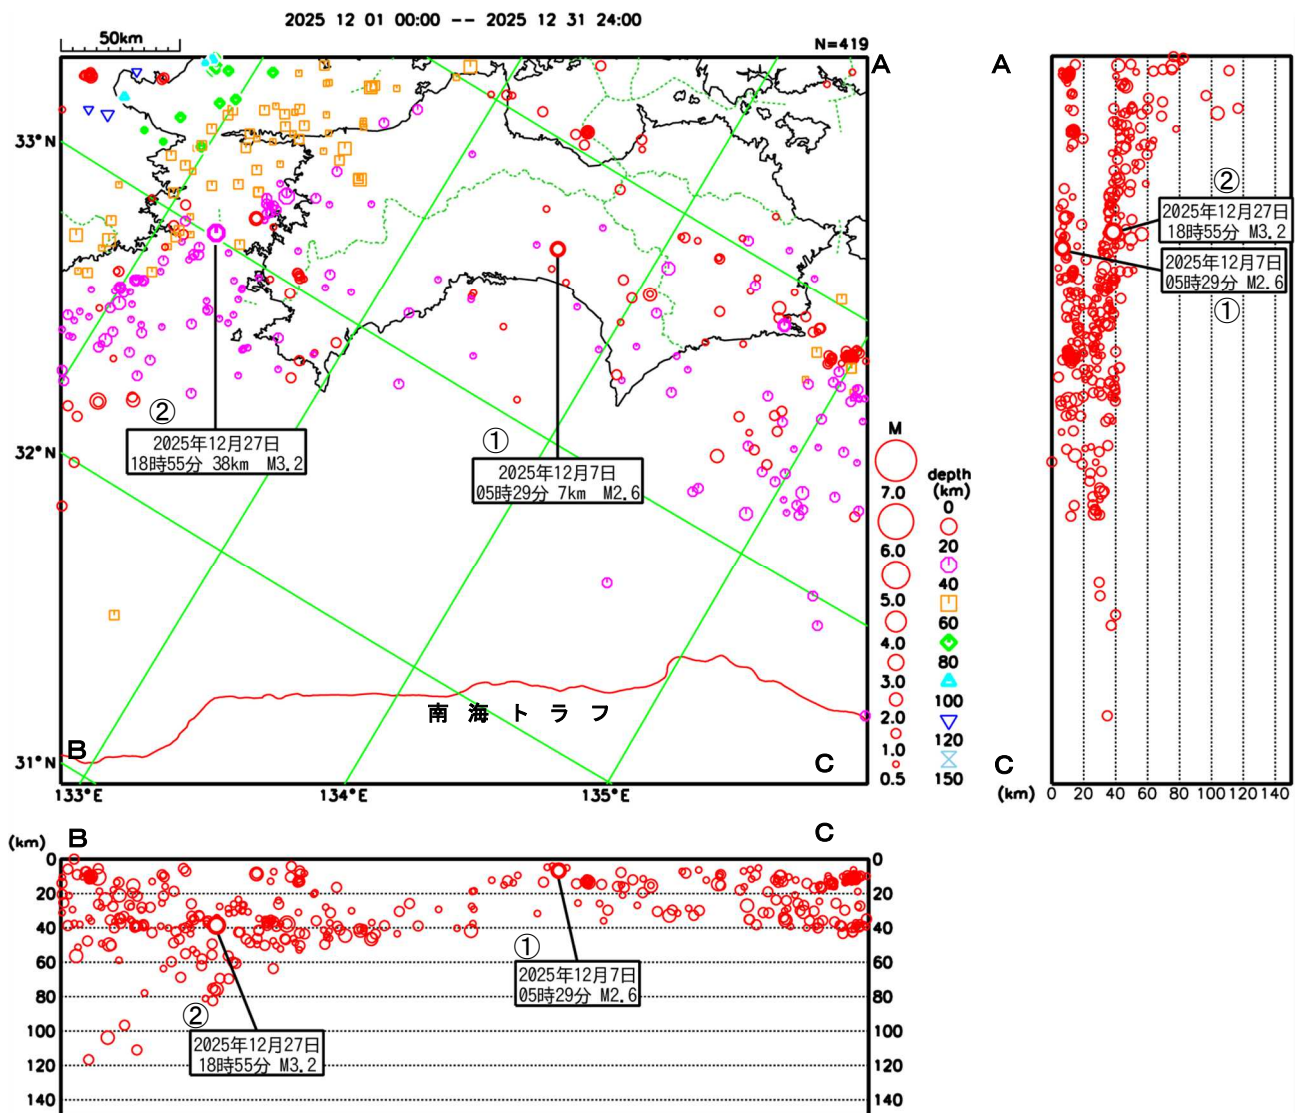 2025 12 01 00:00 -- 2025 12 31 24:00
50km
N=419
A
33°N
32°N
31°N
②
2025年12月27日
18時55分 38km M3.2
①
2025年12月7日
05時29分 7km M2.6
南 海 ト ラ フ
B
C
133°E
134°E
135°E
M
7.0
6.0
5.0
4.0
3.0
2.0
1.0
0.5
depth
(km)
0
20
40
60
80
100
120
150
A
②
2025年12月27日
18時55分 M3.2
2025年12月7日
05時29分 M2.6
①
C
(km)
0 20 40 60 80 100 120 140
B
C
(km)
0
20
40
60
80
100
120
140
①
2025年12月7日
05時29分 M2.6
②
2025年12月27日
18時55分 M3.2
0
20
40
60
80
100
120
140